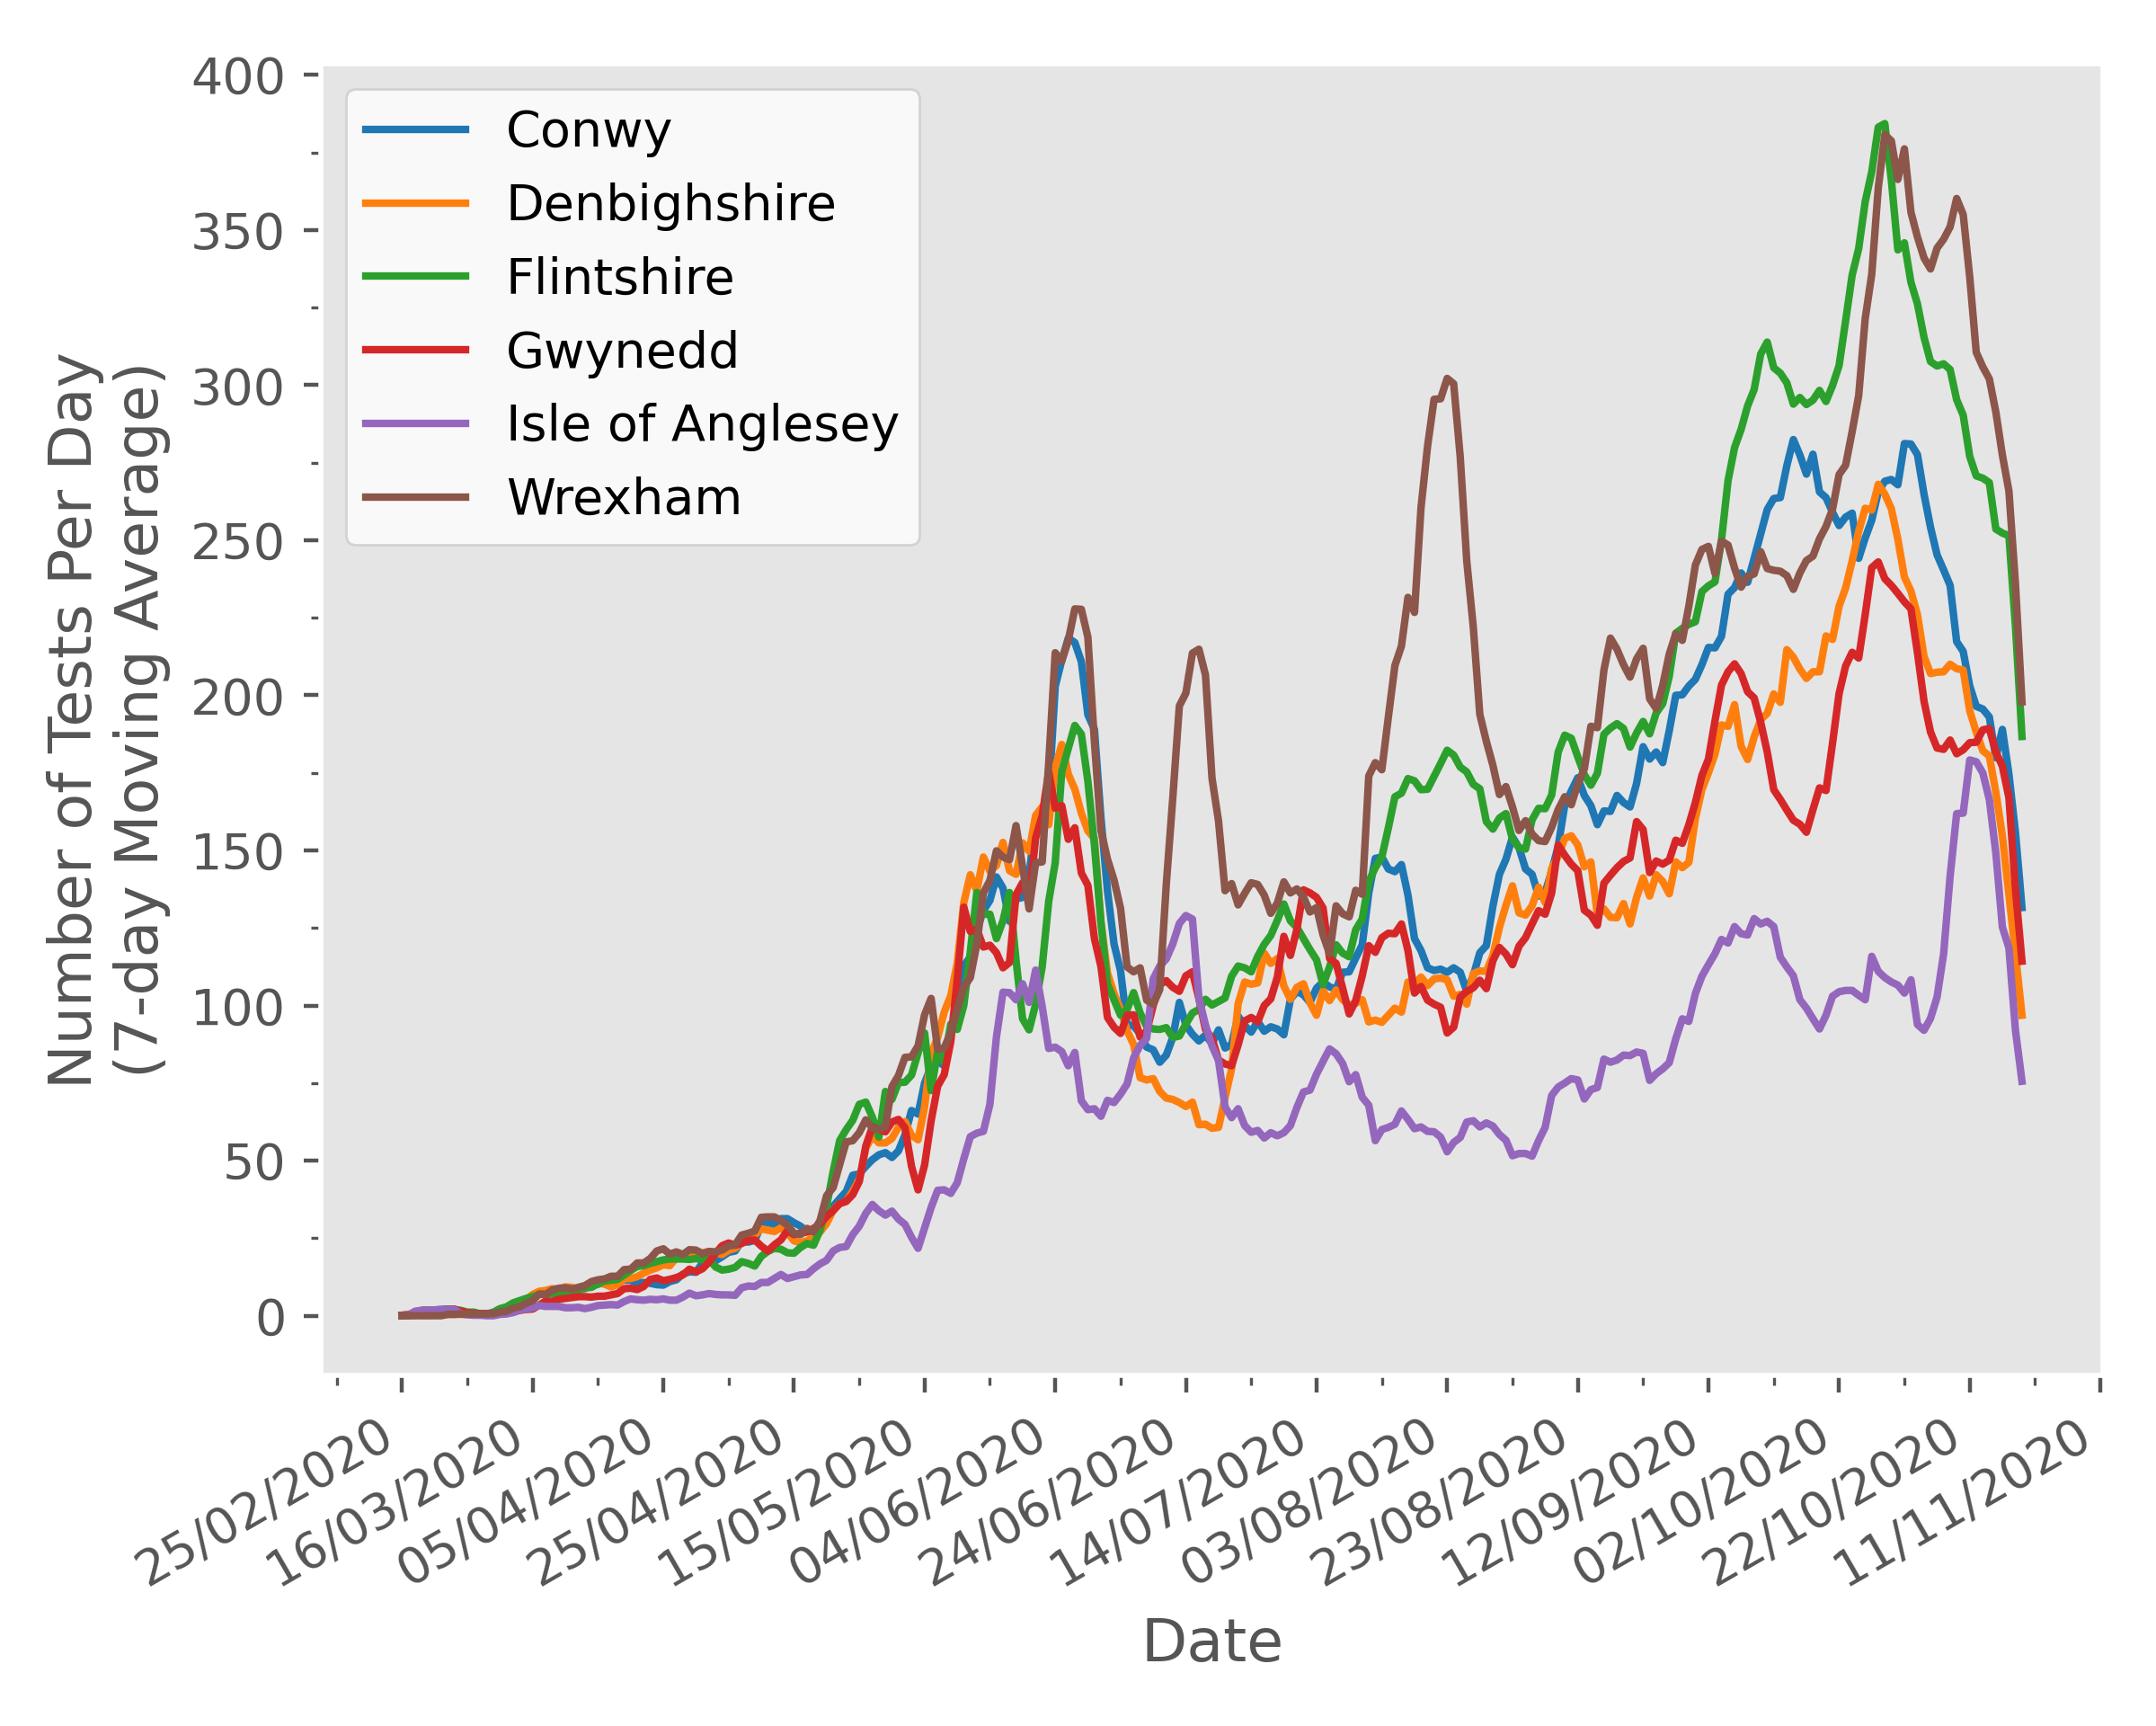 Number of Tests Per Day
(7-day Moving Average)
400
350
300
250
200
150
100
50
0
Conwy
Denbighshire
Flintshire
Gwynedd
Isle of Anglesey
Wrexham
25/02/2020
16/03/2020
05/04/2020
25/04/2020
15/05/2020
04/06/2020
24/06/2020
14/07/2020
03/08/2020
23/08/2020
12/09/2020
02/10/2020
22/10/2020
11/11/2020
Date